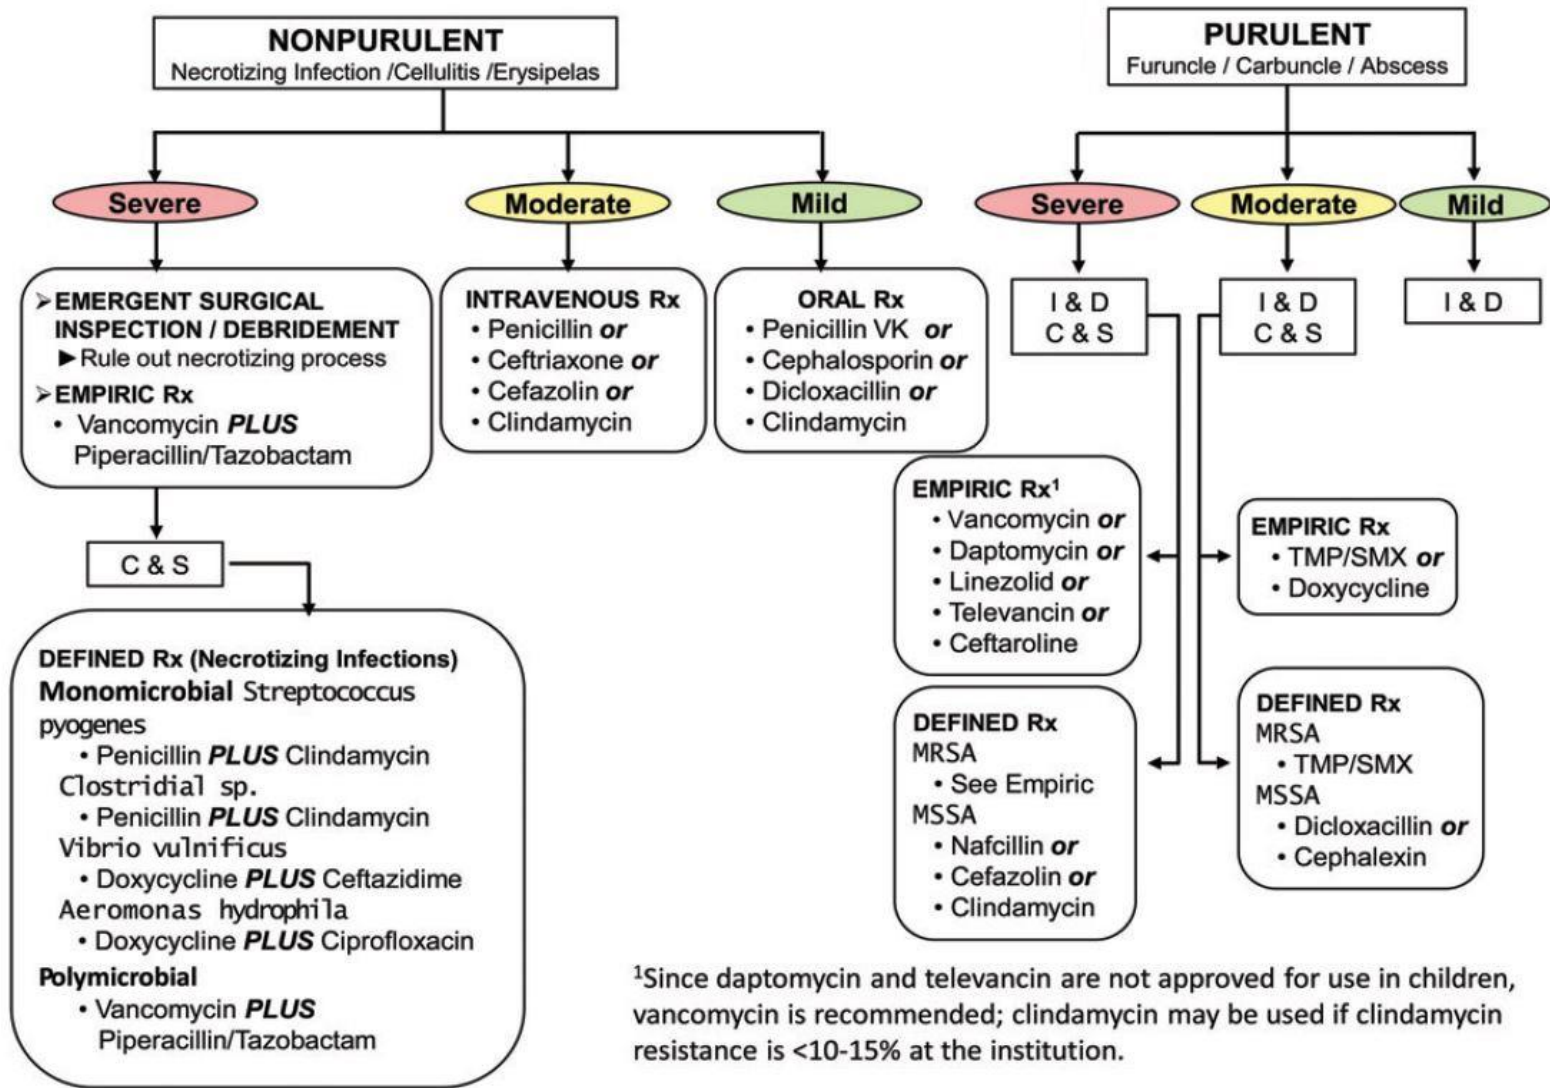 NONPURULENT
Necrotizing Infection /Cellulitis /Erysipelas
Severe
Moderate
Mild
➢EMERGENT SURGICAL
INSPECTION / DEBRIDEMENT
►Rule out necrotizing process
➢EMPIRIC Rx
• Vancomycin PLUS
Piperacillin/Tazobactam
C & S
DEFINED Rx (Necrotizing Infections)
Monomicrobial Streptococcus
pyogenes
• Penicillin PLUS Clindamycin
Clostridial sp.
• Penicillin PLUS Clindamycin
Vibrio vulnificus
• Doxycycline PLUS Ceftazidime
Aeromonas hydrophila
• Doxycycline PLUS Ciprofloxacin
Polymicrobial
• Vancomycin PLUS
Piperacillin/Tazobactam
INTRAVENOUS Rx
• Penicillin or
• Ceftriaxone or
• Cefazolin or
• Clindamycin
ORAL Rx
• Penicillin VK or
• Cephalosporin or
• Dicloxacillin or
• Clindamycin
PURULENT
Furuncle / Carbuncle / Abscess
Severe
Moderate
Mild
I & D
C & S
I & D
C & S
I & D
EMPIRIC Rx¹
• Vancomycin or
• Daptomycin or
• Linezolid or
• Televancin or
• Ceftaroline
DEFINED Rx
MRSA
• See Empiric
MSSA
• Nafcillin or
• Cefazolin or
• Clindamycin
EMPIRIC Rx
• TMP/SMX or
• Doxycycline
DEFINED Rx
MRSA
• TMP/SMX
MSSA
• Dicloxacillin or
• Cephalexin
¹Since daptomycin and televancin are not approved for use in children,
vancomycin is recommended; clindamycin may be used if clindamycin
resistance is <10-15% at the institution.